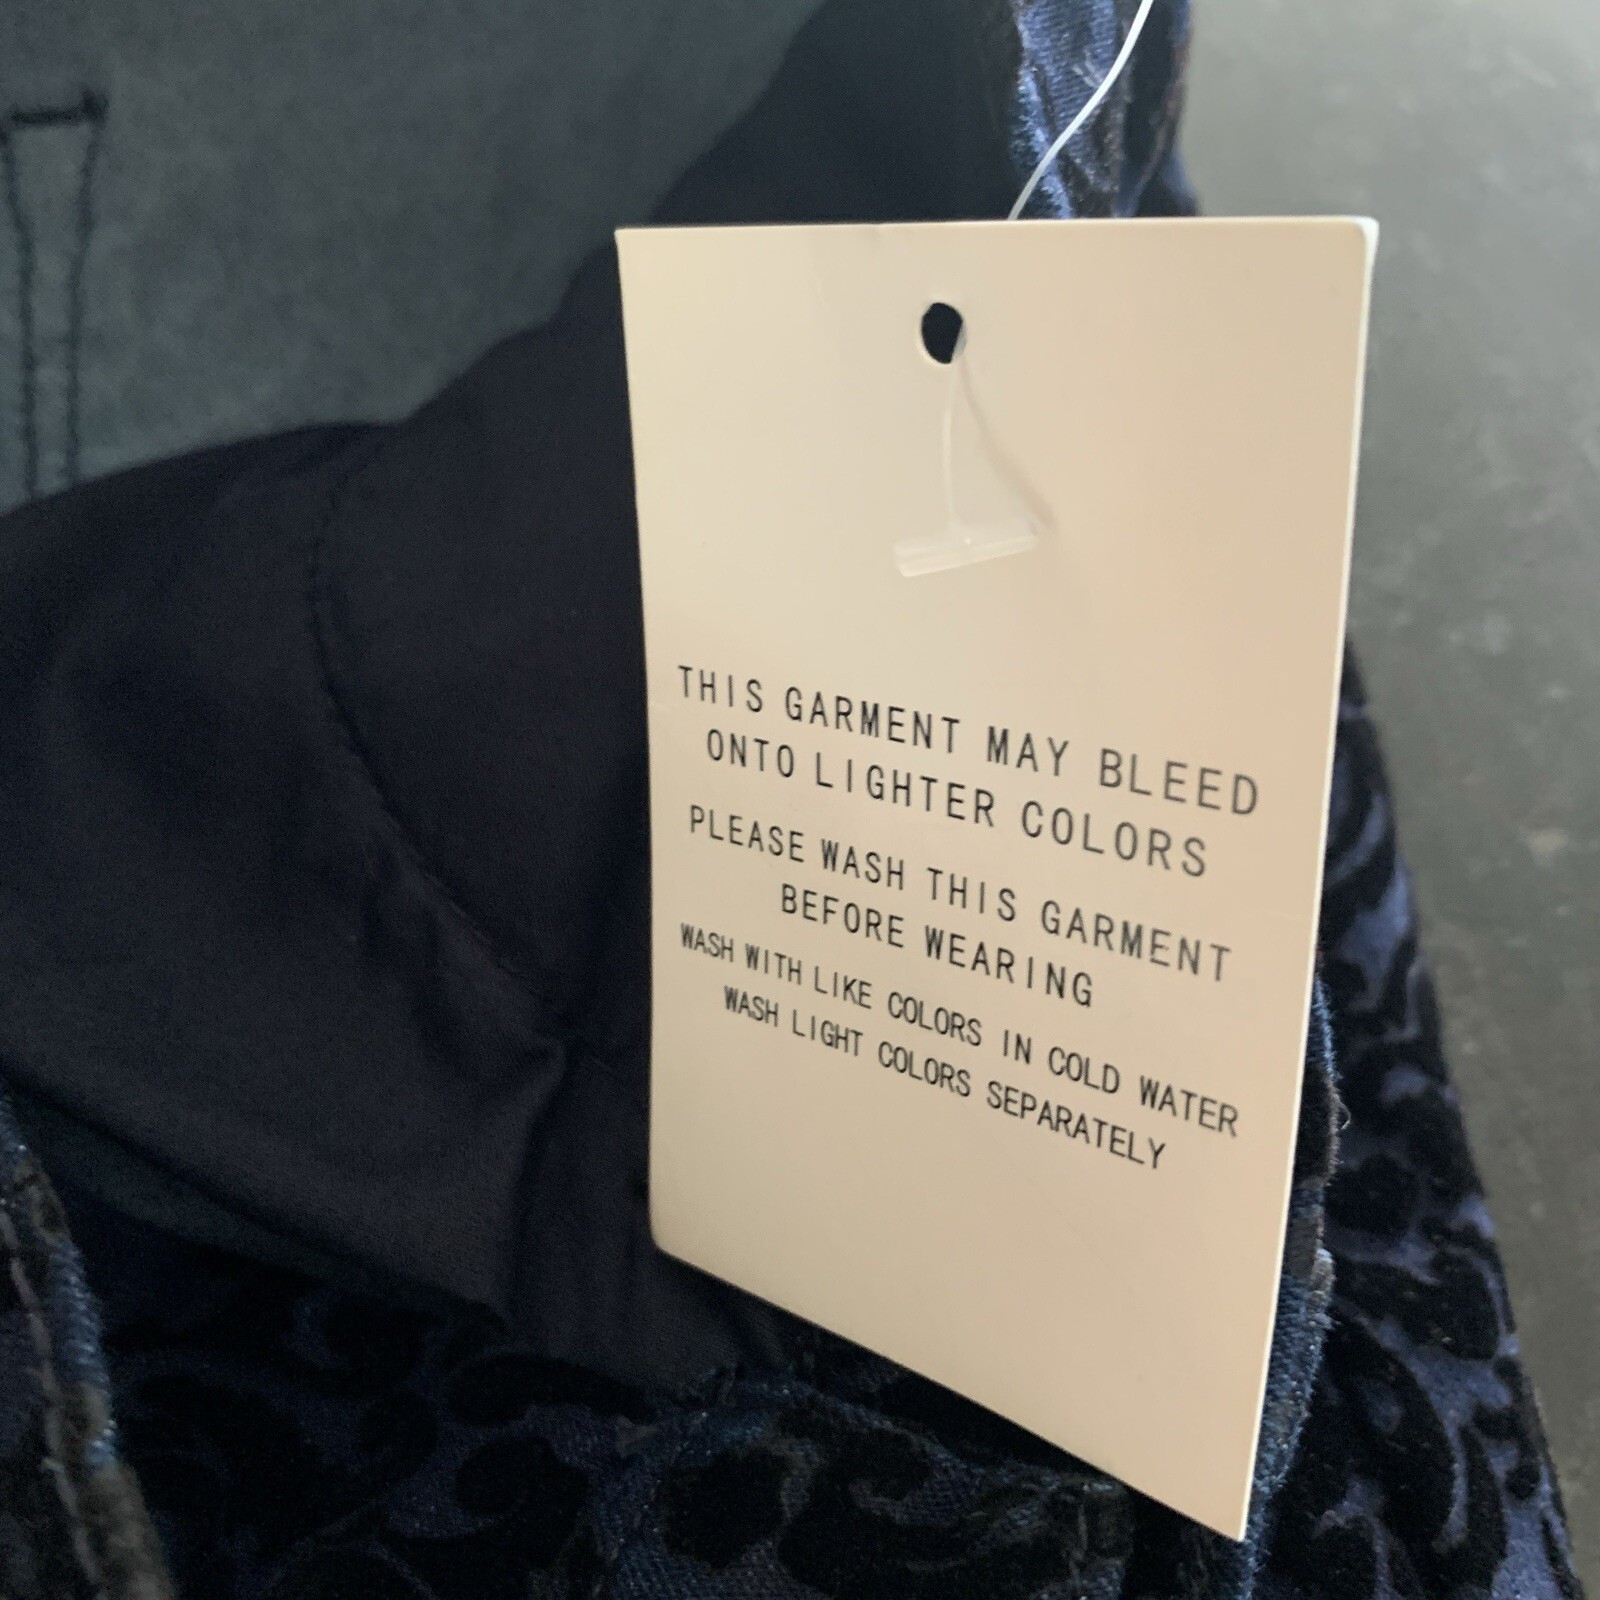 THIS GARMENT MAY BLEED
ONTO LIGHTER COLORS
PLEASE WASH THIS GARMENT
BEFORE WEARING
WASH WITH LIKE COLORS IN COLD WATER
WASH LIGHT COLORS SEPARATELY